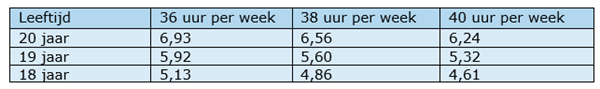 Leeftijd 36 uur per week 38 uur per week 40 uur per week
20 jaar 6,93 6,56 6,24
19 jaar 5,92 5,60 5,32
18 jaar 5,13 4,86 4,61